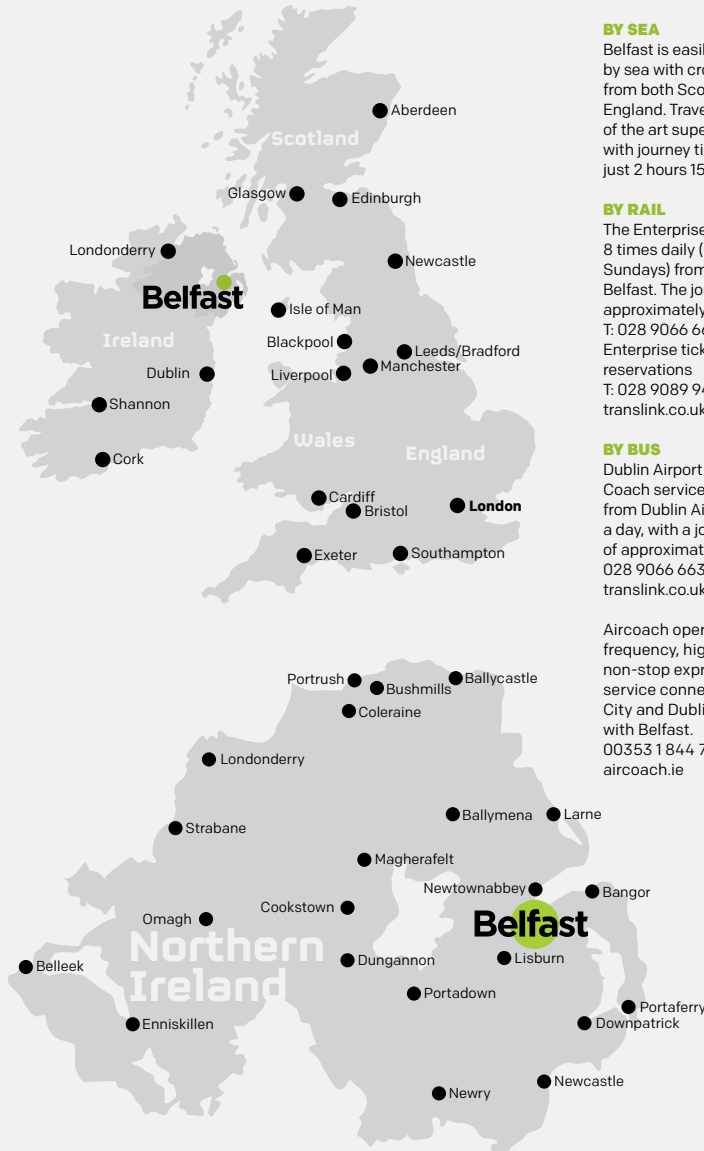 Aberdeen
Scotland
Glasgow
Edinburgh
Londonderry
Newcastle
Belfast
Isle of Man
Ireland
Blackpool
Leeds/Bradford
Manchester
Dublin
Liverpool
Shannon
Wales
England
Cork
Cardiff
London
Bristol
Exeter
Southampton
Portrush
Ballycastle
Bushmills
Coleraine
Londonderry
Ballymena
Larne
Strabane
Magherafelt
Newtownabbey
Bangor
Cookstown
Omagh
Belfast
Northern
Ireland
Dungannon
Lisburn
Belleek
Portadown
Portaferry
Enniskillen
Downpatrick
Newcastle
Newry
BY SEA
Belfast is easil
by sea with cro
from both Sco
England. Trave
of the art supe
with journey ti
just 2 hours 15
BY RAIL
The Enterprise
8 times daily (
Sundays) from
Belfast. The jo
approximately
T: 028 9066 66
Enterprise tick
reservations
T: 028 9089 94
translink.co.uk
BY BUS
Dublin Airport
Coach service
from Dublin Ai
a day, with a jo
of approximat
028 9066 663
translink.co.uk
Aircoach oper
frequency, hig
non-stop expr
service conne
City and Dubli
with Belfast.
00353 1 844 7
aircoach.ie